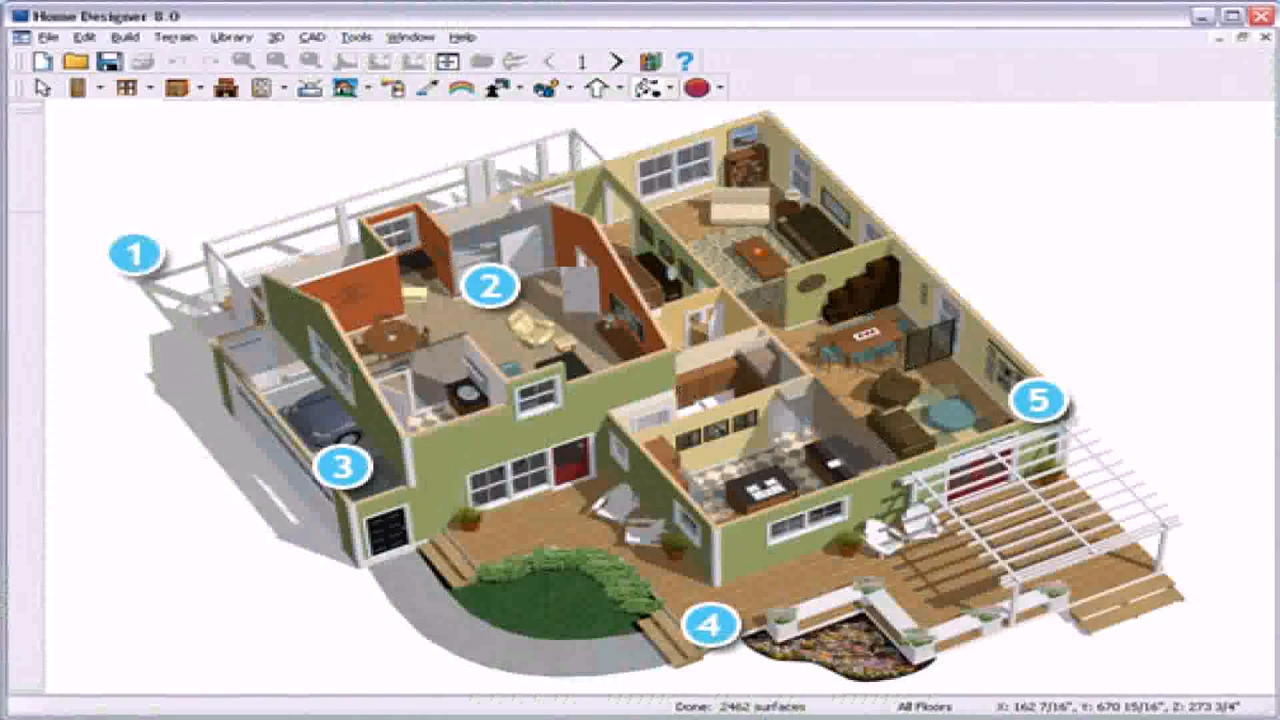 Home Designer 8.0
File Edit Build Terrain Library 3D CAD Tools Window Help
1
?
1
2
3
5
4
Done: 2462 surfaces All Floors X: 162 7/16", Y: 670 15/16", Z: 273 3/4"